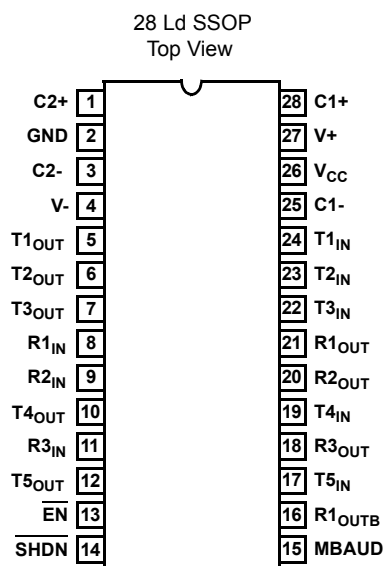 28 Ld SSOP
Top View
C2+ 1 28 C1+
GND 2 27 V+
C2- 3 26 VCC
V- 4 25 C1-
T1OUT 5 24 T1IN
T2OUT 6 23 T2IN
T3OUT 7 22 T3IN
R1IN 8 21 R1OUT
R2IN 9 20 R2OUT
T4OUT 10 19 T4IN
R3IN 11 18 R3OUT
T5OUT 12 17 T5IN
EN 13 16 R1OUTB
SHDN 14 15 MBAUD